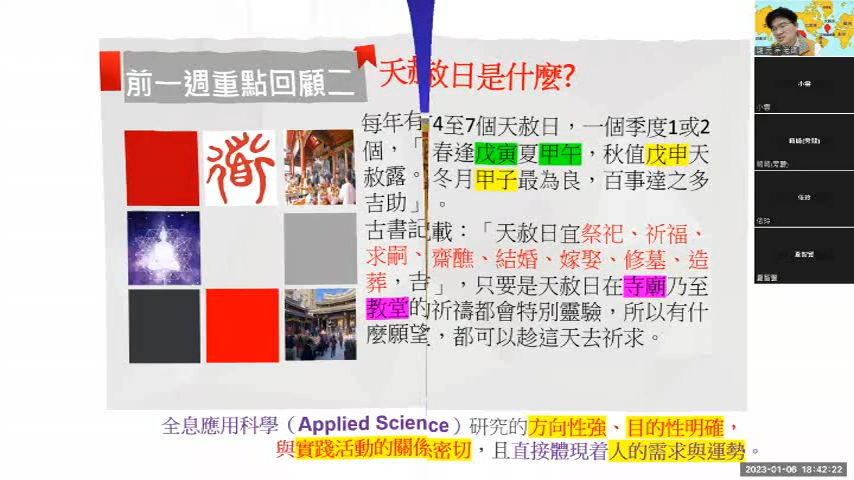 前一週重點回顧二
天赦日是什麼?
每年有4至7個天赦日，一個季度1或2
個，「春逢戊寅夏甲午，秋值戊申天
赦露。冬月甲子最為良，百事達之多
吉助」。
古書記載：「天赦日宜祭祀、祈福、
求嗣、齋醮、結婚、嫁娶、修墓、造
葬，吉」，只要是天赦日在寺廟乃至
教堂的祈禱都會特別靈驗，所以有什
麼願望，都可以趁這天去祈求。
全息應用科學（Applied Science）研究的方向性強、目的性明確，
與實踐活動的關係密切，且直接體現着人的需求與運勢。
小雲
小雲
2023-01-06 18:42:22